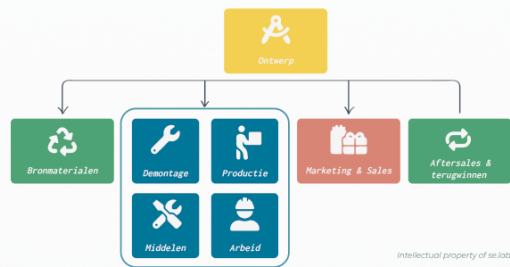 Ontwerp
Bronmaterialen
Demontage
Productie
Marketing & Sales
Aftersales &
terugwinnen
Middelen
Arbeid
Intellectual property of se.lab